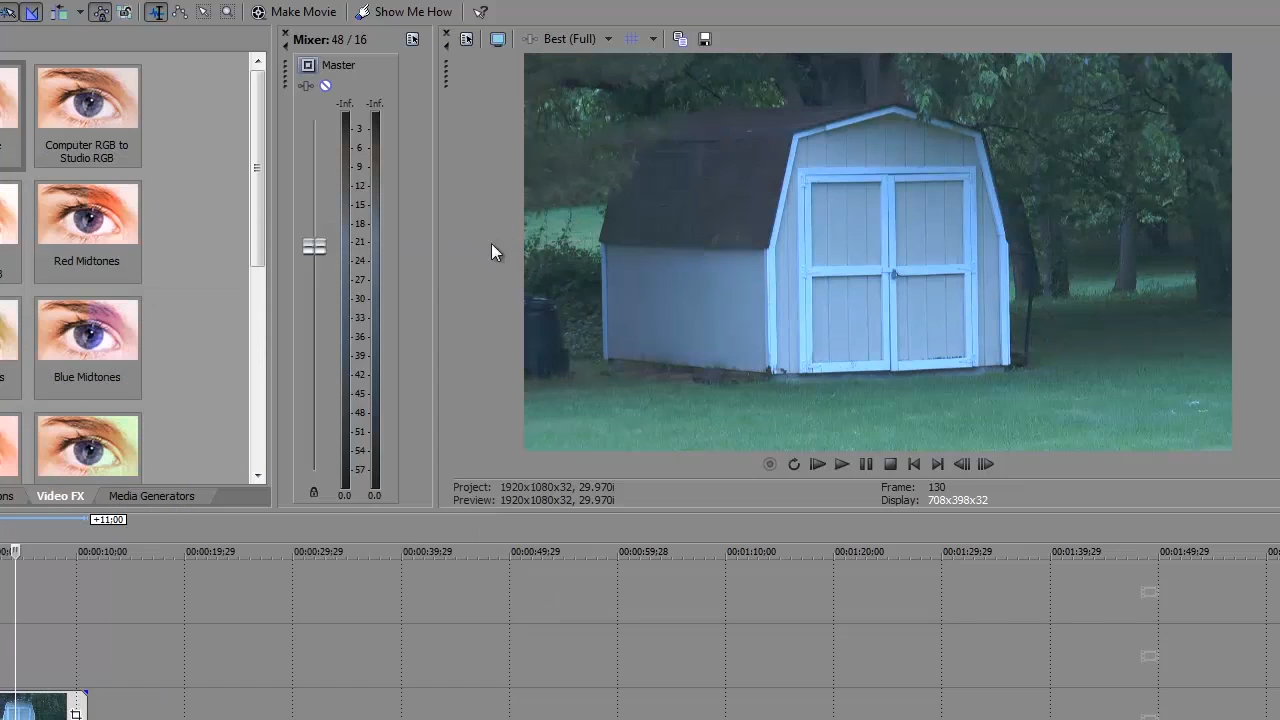 Make Movie
Show Me How
Mixer: 48 / 16
Best (Full)
Master
-Inf.
-Inf.
3
6
9
12
15
18
21
24
27
30
33
36
39
42
45
48
51
54
57
0.0
0.0
Computer RGB to
Studio RGB
Red Midtones
Blue Midtones
Video FX
Media Generators
Project: 1920x1080x32, 29.970i
Preview: 1920x1080x32, 29.970i
Frame: 130
Display: 708x398x32
+11:00
00:00:10;00
00:00:19;29
00:00:29;29
00:00:39;29
00:00:49;29
00:00:59;28
00:01:10;00
00:01:20;00
00:01:29;29
00:01:39;29
00:01:49;29